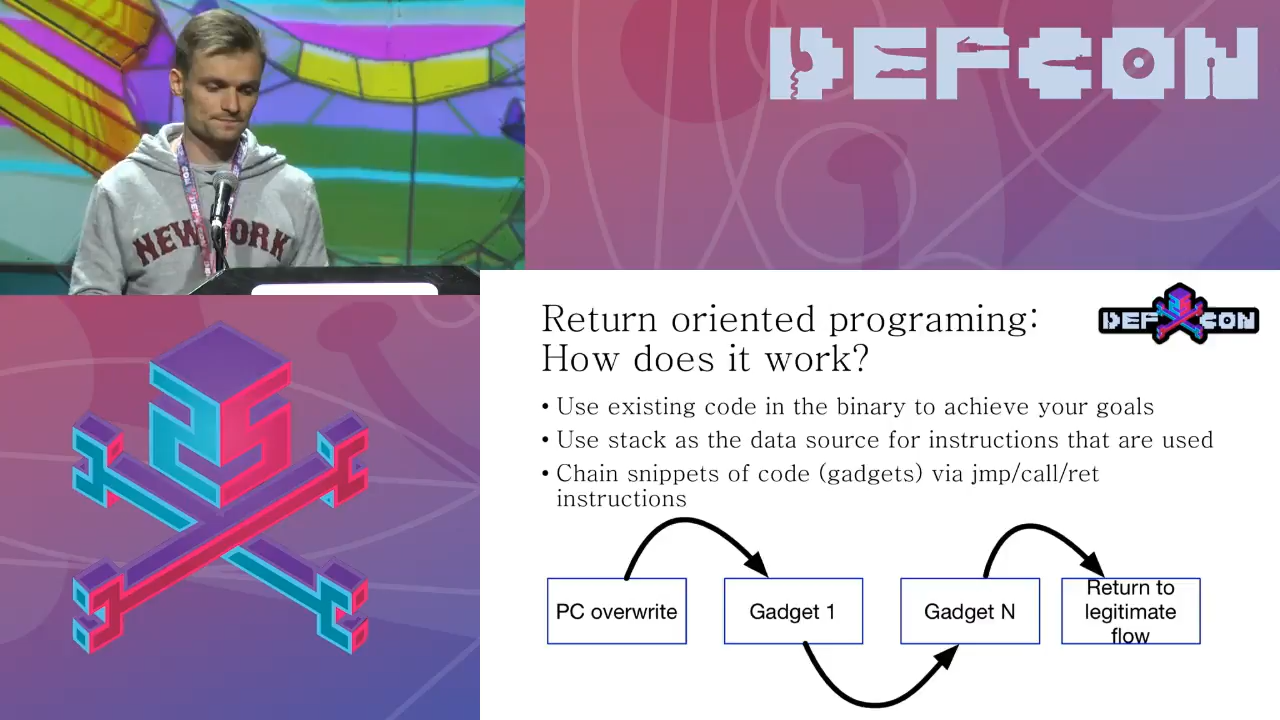 DEFCON
NEW YORK
Return oriented programing:
How does it work?
DEF CON
• Use existing code in the binary to achieve your goals
• Use stack as the data source for instructions that are used
• Chain snippets of code (gadgets) via jmp/call/ret
instructions
PC overwrite
Gadget 1
Gadget N
Return to
legitimate
flow